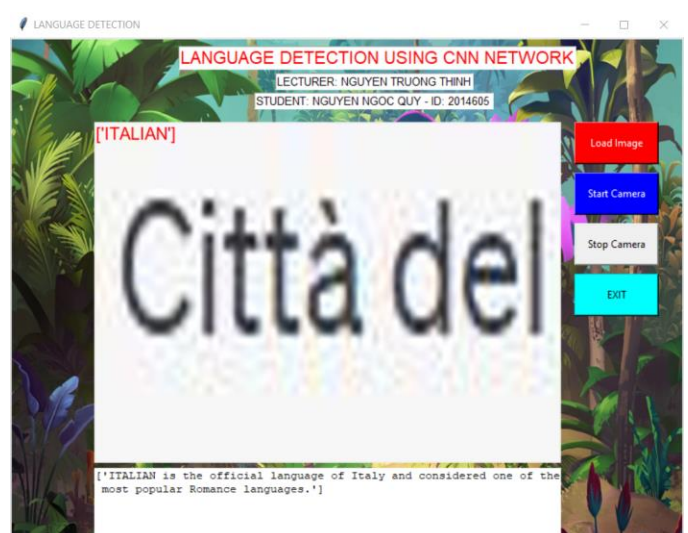 LANGUAGE DETECTION
LANGUAGE DETECTION USING CNN NETWORK
LECTURER: NGUYEN TRUONG THINH
STUDENT: NGUYEN NGOC QUY - ID: 2014605
['ITALIAN']
Load Image
Città del
Start Camera
Stop Camera
EXIT
['ITALIAN is the official language of Italy and considered one of the
most popular Romance languages.']